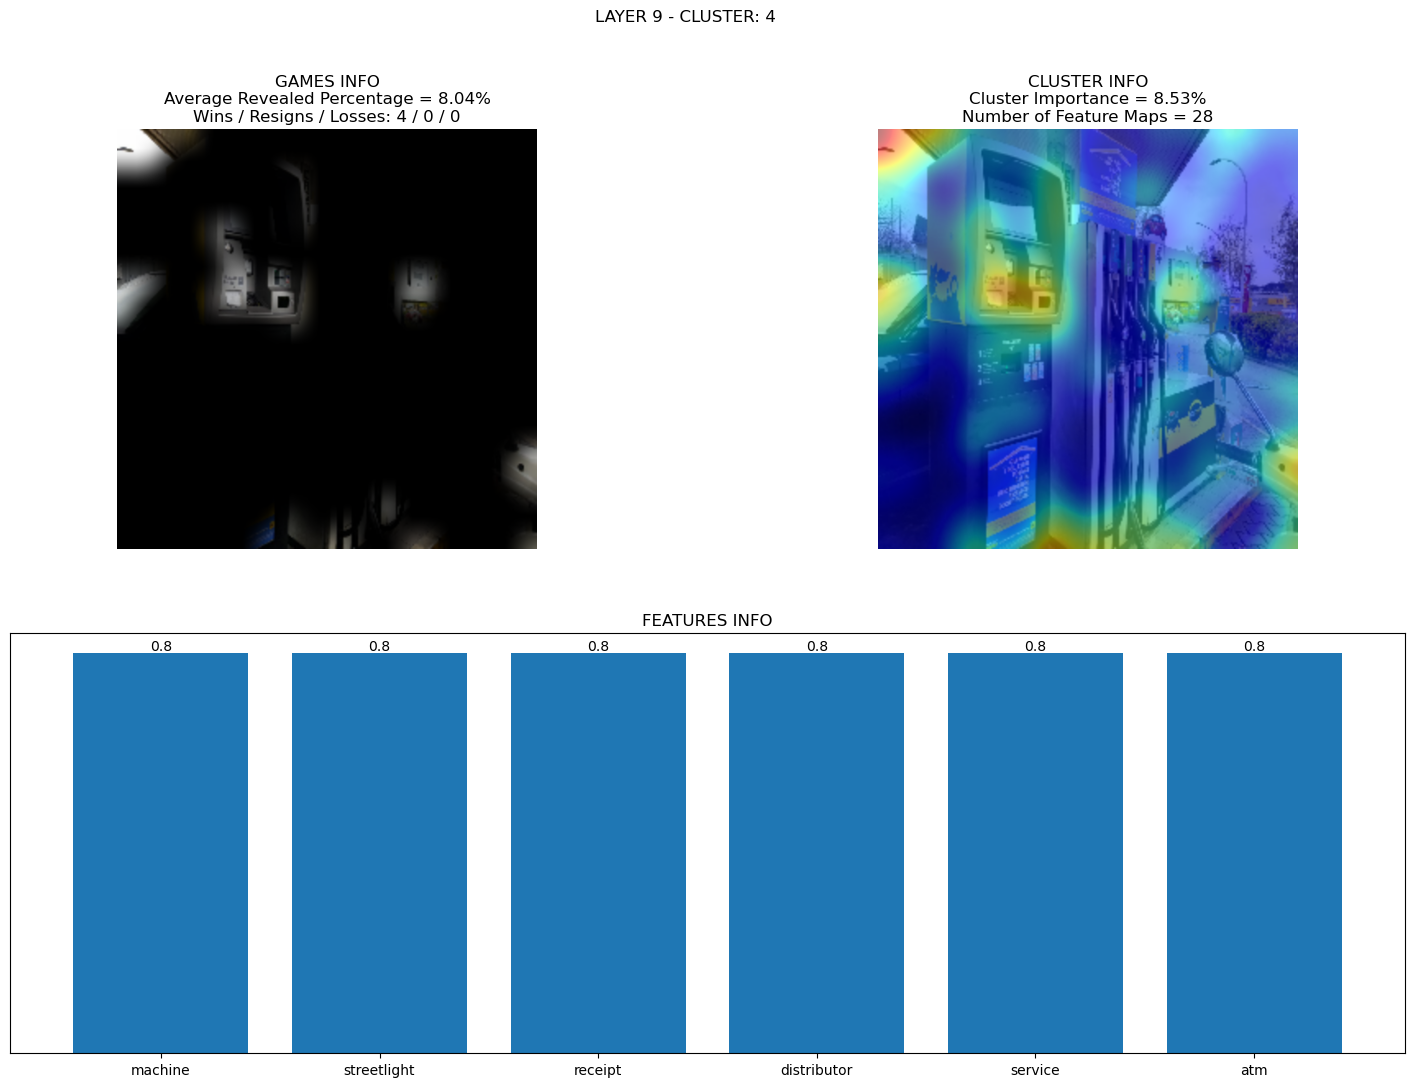 LAYER 9 - CLUSTER: 4
GAMES INFO
Average Revealed Percentage = 8.04%
Wins / Resigns / Losses: 4 / 0 / 0
CLUSTER INFO
Cluster Importance = 8.53%
Number of Feature Maps = 28
FEATURES INFO
0.8 0.8 0.8 0.8 0.8 0.8
machine streetlight receipt distributor service atm